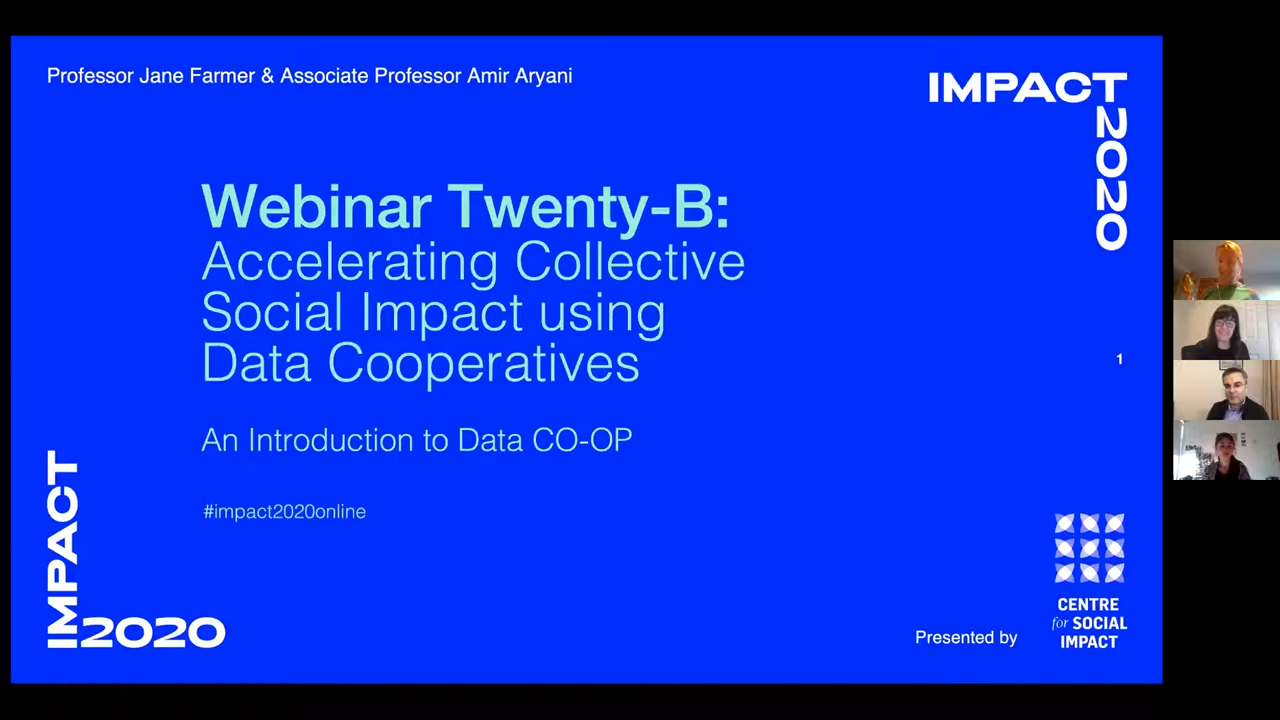 Professor Jane Farmer & Associate Professor Amir Aryani
IMPACT
2020
Webinar Twenty-B:
Accelerating Collective
Social Impact using
Data Cooperatives
1
An Introduction to Data CO-OP
#impact2020online
IMPACT
2020
Presented by
CENTRE
for SOCIAL
IMPACT